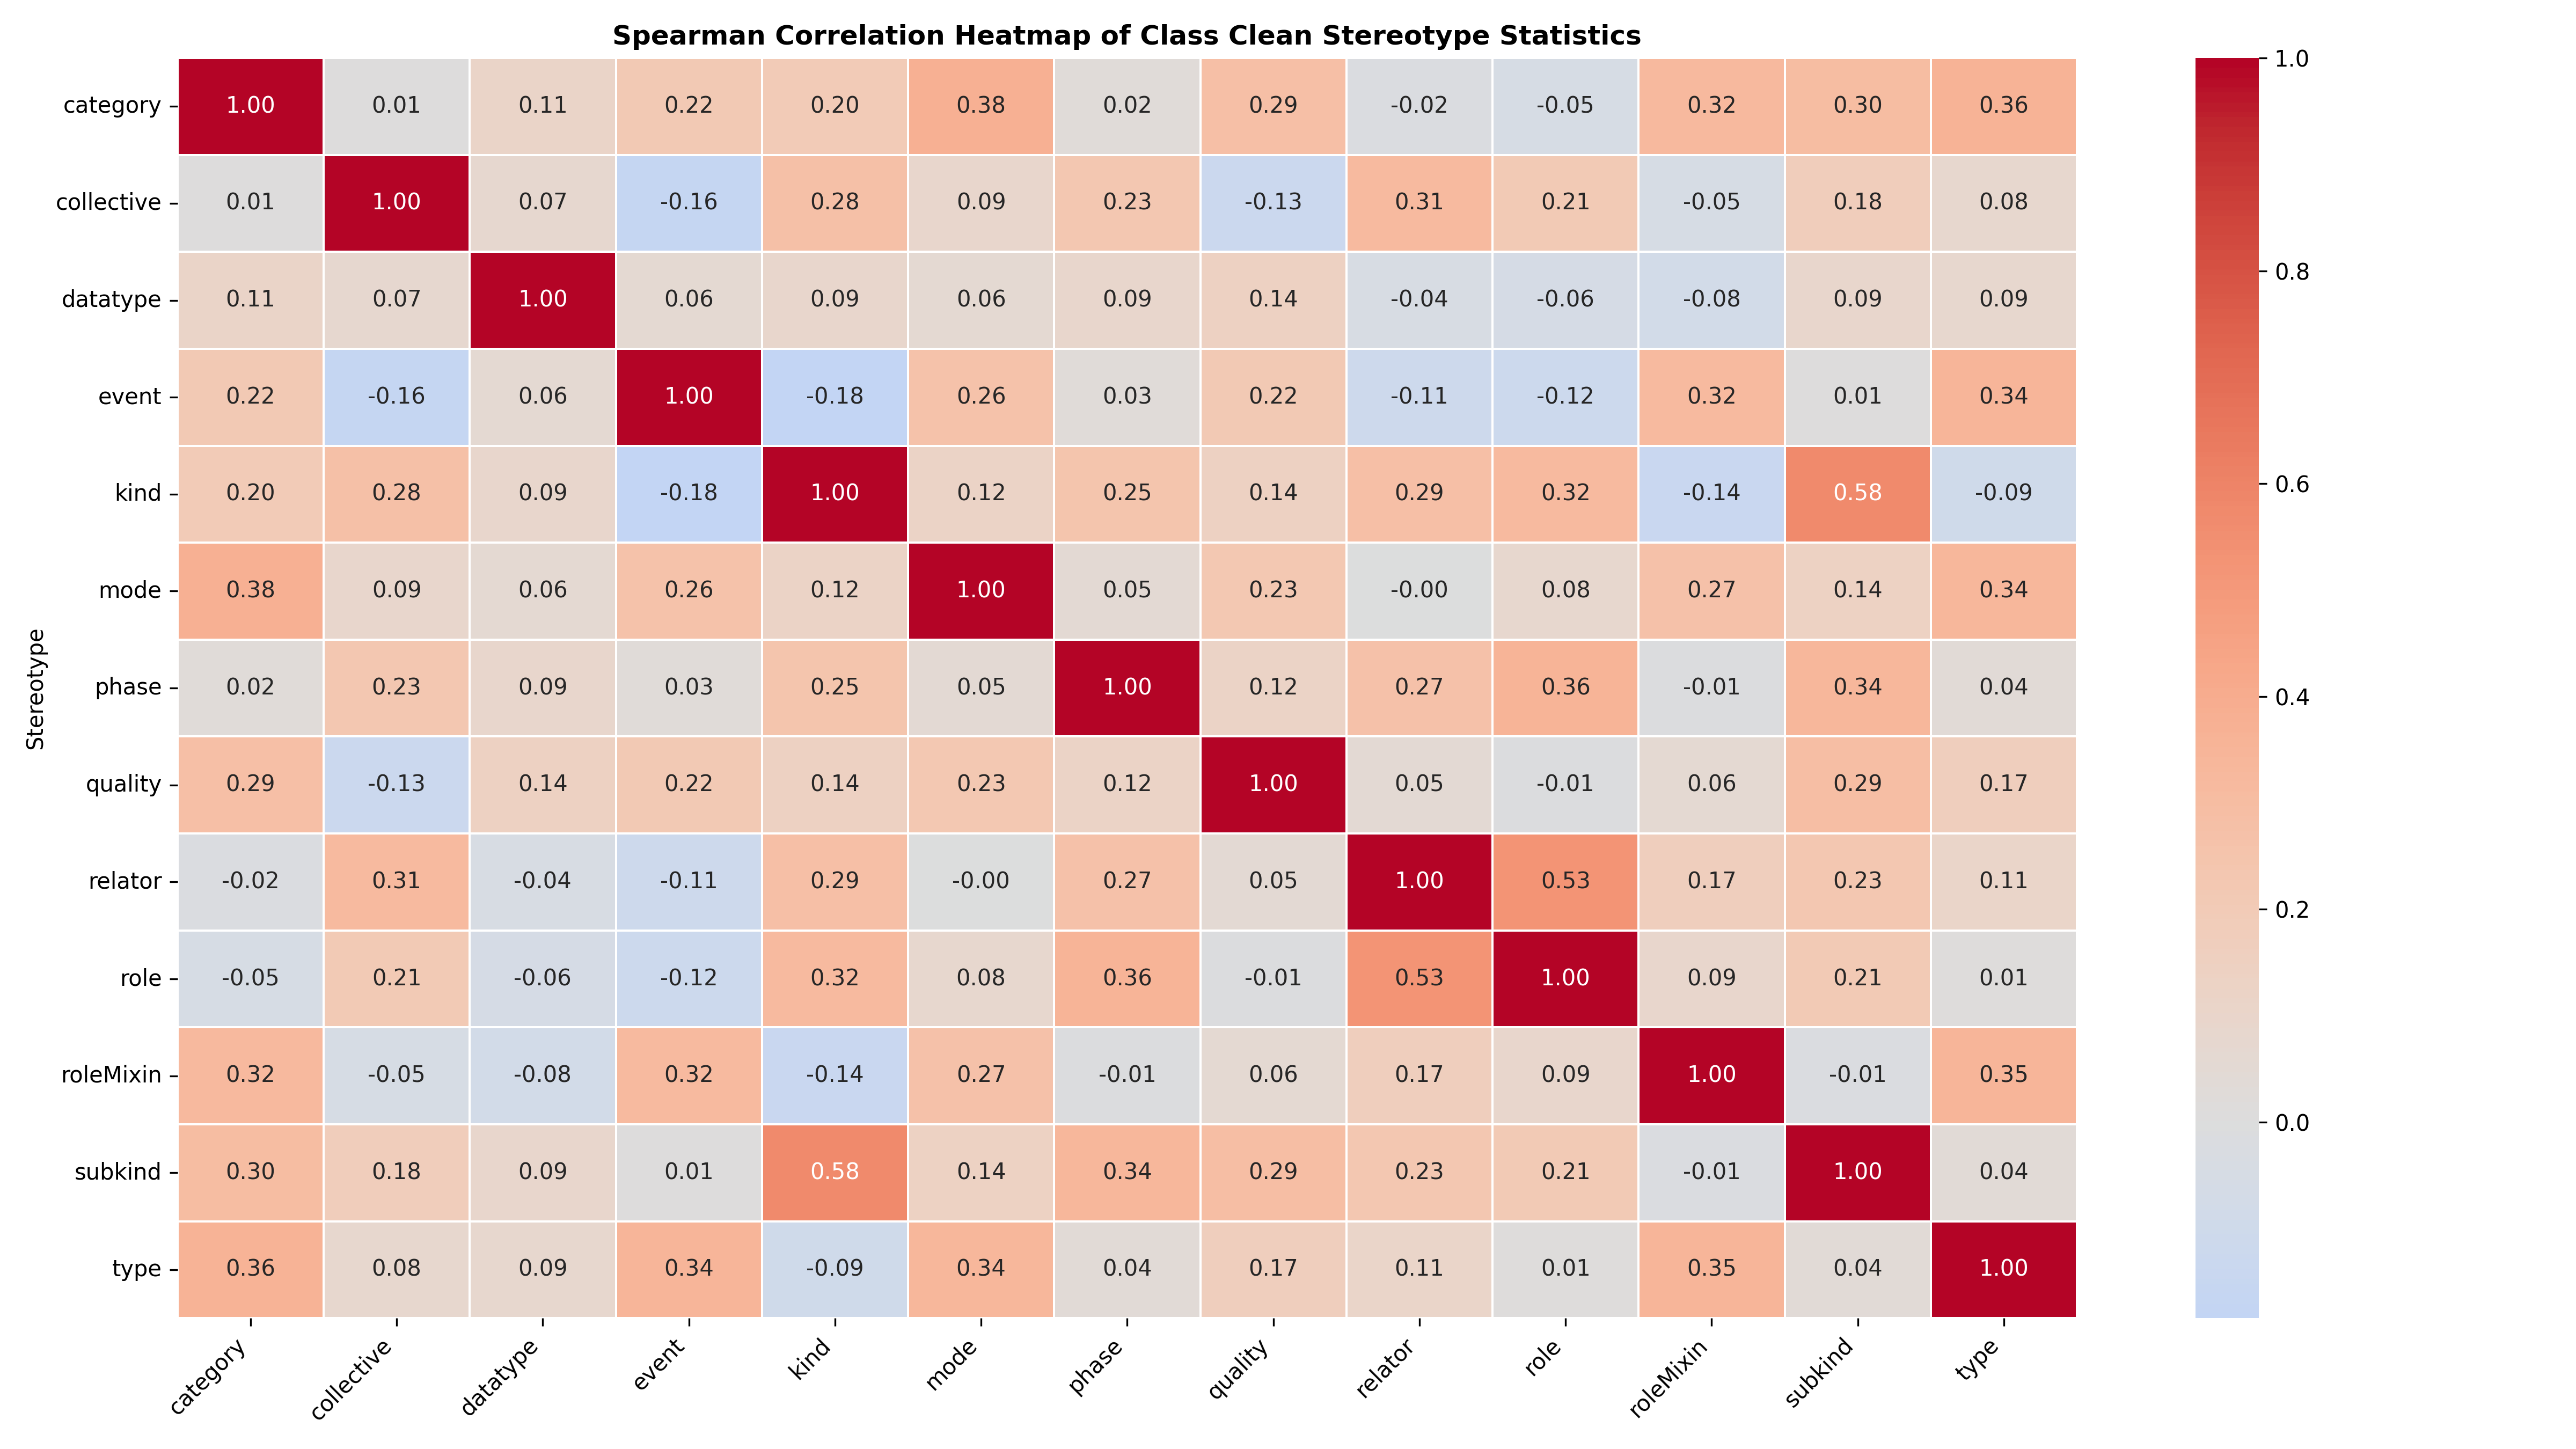 Spearman Correlation Heatmap of Class Clean Stereotype Statistics
category 1.00 0.01 0.11 0.22 0.20 0.38 0.02 0.29 -0.02 -0.05 0.32 0.30 0.36
collective 0.01 1.00 0.07 -0.16 0.28 0.09 0.23 -0.13 0.31 0.21 -0.05 0.18 0.08
datatype 0.11 0.07 1.00 0.06 0.09 0.06 0.09 0.14 -0.04 -0.06 -0.08 0.09 0.09
event 0.22 -0.16 0.06 1.00 -0.18 0.26 0.03 0.22 -0.11 -0.12 0.32 0.01 0.34
kind 0.20 0.28 0.09 -0.18 1.00 0.12 0.25 0.14 0.29 0.32 -0.14 0.58 -0.09
mode 0.38 0.09 0.06 0.26 0.12 1.00 0.05 0.23 -0.00 0.08 0.27 0.14 0.34
phase 0.02 0.23 0.09 0.03 0.25 0.05 1.00 0.12 0.27 0.36 -0.01 0.34 0.04
quality 0.29 -0.13 0.14 0.22 0.14 0.23 0.12 1.00 0.05 -0.01 0.06 0.29 0.17
relator -0.02 0.31 -0.04 -0.11 0.29 -0.00 0.27 0.05 1.00 0.53 0.17 0.23 0.11
role -0.05 0.21 -0.06 -0.12 0.32 0.08 0.36 -0.01 0.53 1.00 0.09 0.21 0.01
roleMixin 0.32 -0.05 -0.08 0.32 -0.14 0.27 -0.01 0.06 0.17 0.09 1.00 -0.01 0.35
subkind 0.30 0.18 0.09 0.01 0.58 0.14 0.34 0.29 0.23 0.21 -0.01 1.00 0.04
type 0.36 0.08 0.09 0.34 -0.09 0.34 0.04 0.17 0.11 0.01 0.35 0.04 1.00
category collective datatype event kind mode phase quality relator role roleMixin subkind type
Stereotype
1.0
0.8
0.6
0.4
0.2
0.0